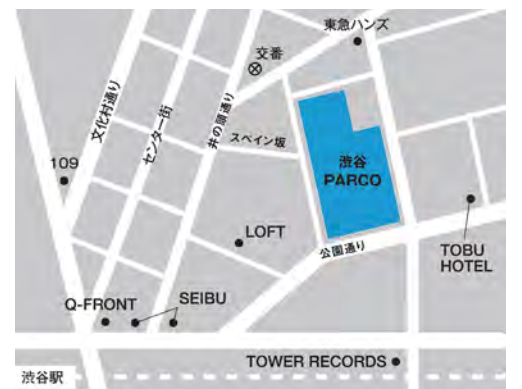 東急ハンズ
交番
文化村通り
センター街
井の頭通り
スペイン坂
渋谷
PARCO
109
LOFT
公園通り
TOBU
HOTEL
Q-FRONT
SEIBU
TOWER RECORDS
渋谷駅